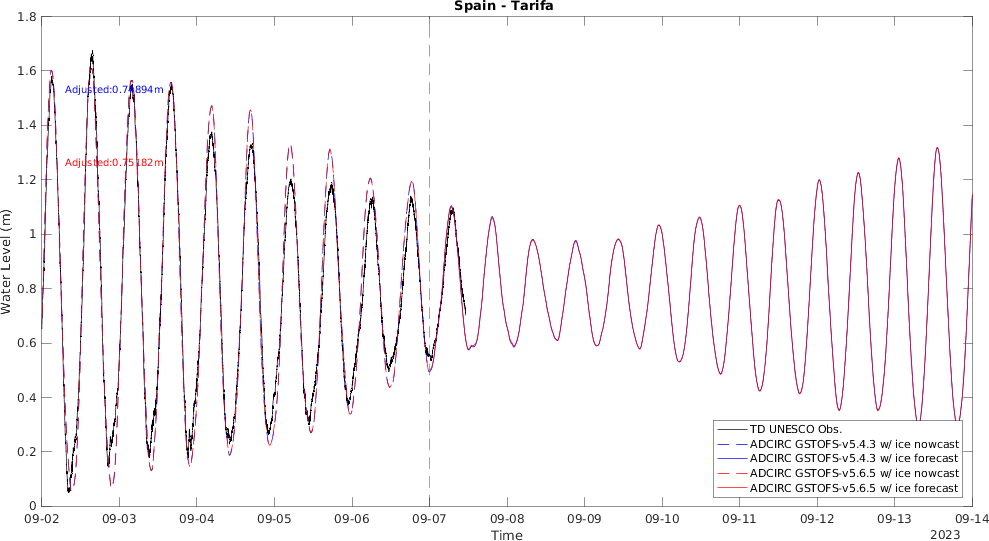 Spain - Tarifa
1.8
1.6
1.4
1.2
1
0.8
0.6
0.4
0.2
0
Water Level (m)
Adjusted:0.74894m
Adjusted:0.75182m
TD UNESCO Obs.
ADCIRC GSTOFS-v5.4.3 w/ ice nowcast
ADCIRC GSTOFS-v5.4.3 w/ ice forecast
ADCIRC GSTOFS-v5.6.5 w/ ice nowcast
ADCIRC GSTOFS-v5.6.5 w/ ice forecast
09-02 09-03 09-04 09-05 09-06 09-07 09-08 09-09 09-10 09-11 09-12 09-13 09-14
Time
2023